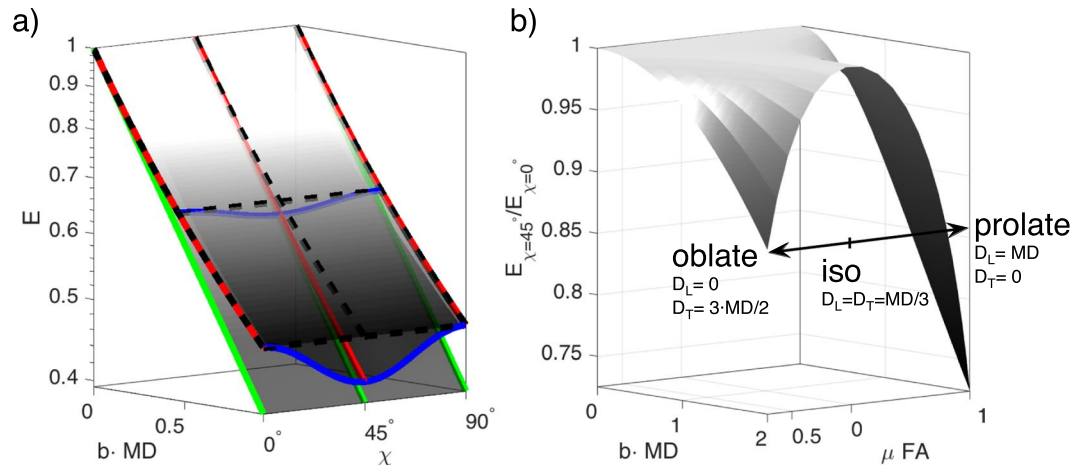 a)
1
0.9
0.8
0.7
0.6
0.5
0.4
E
0
0.5
b· MD
0°
45°
90°
χ
b)
1
0.95
0.9
0.85
0.8
0.75
E χ=45° /E χ=0°
oblate
D_L= 0
D_T= 3·MD/2
iso
D_L=D_T=MD/3
prolate
D_L= MD
D_T= 0
0
1
2
b· MD
0.5
0
1
μ FA